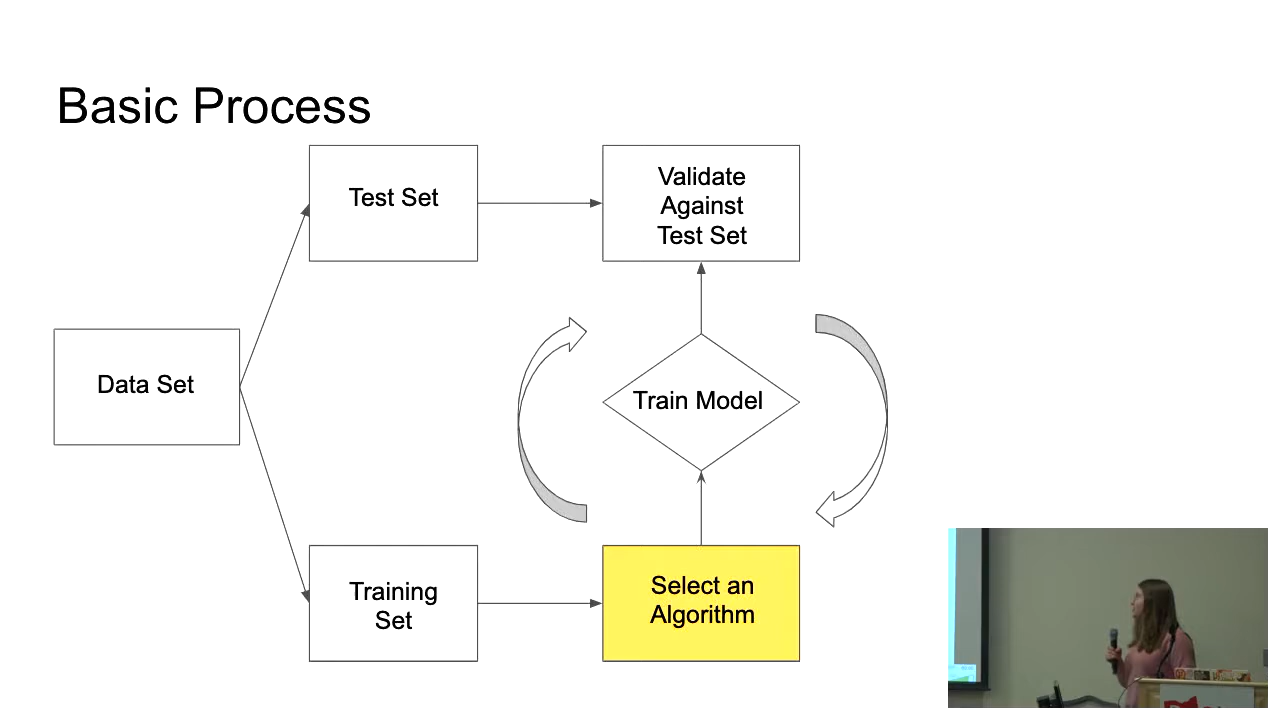 Basic Process
Test Set
Validate
Against
Test Set
Data Set
Train Model
Training
Set
Select an
Algorithm